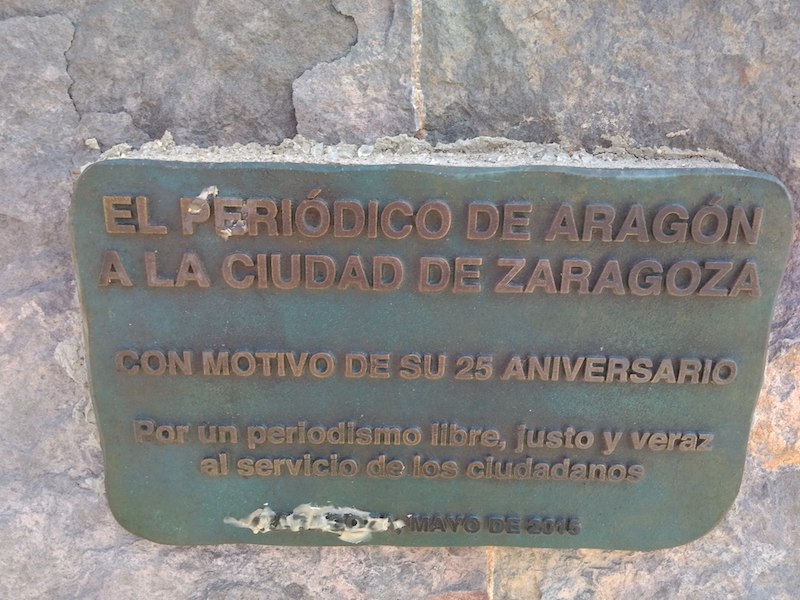 EL PERIÓDICO DE ARAGÓN
A LA CIUDAD DE ZARAGOZA
CON MOTIVO DE SU 25 ANIVERSARIO
Por un periodismo libre, justo y veraz
al servicio de los ciudadanos
, MAYO DE 2015